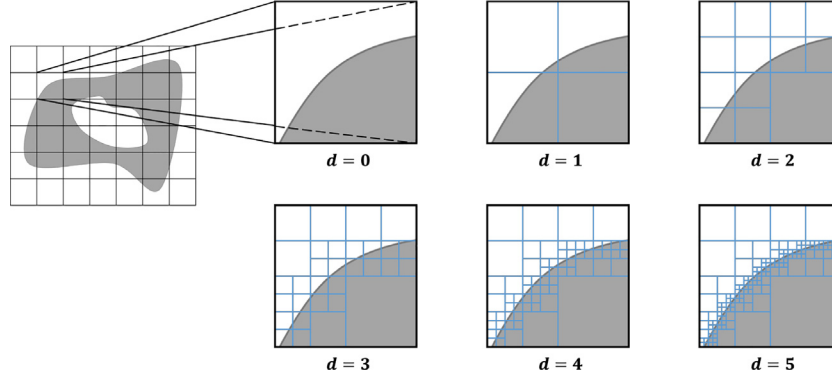 d = 0
d = 1
d = 2
d = 3
d = 4
d = 5